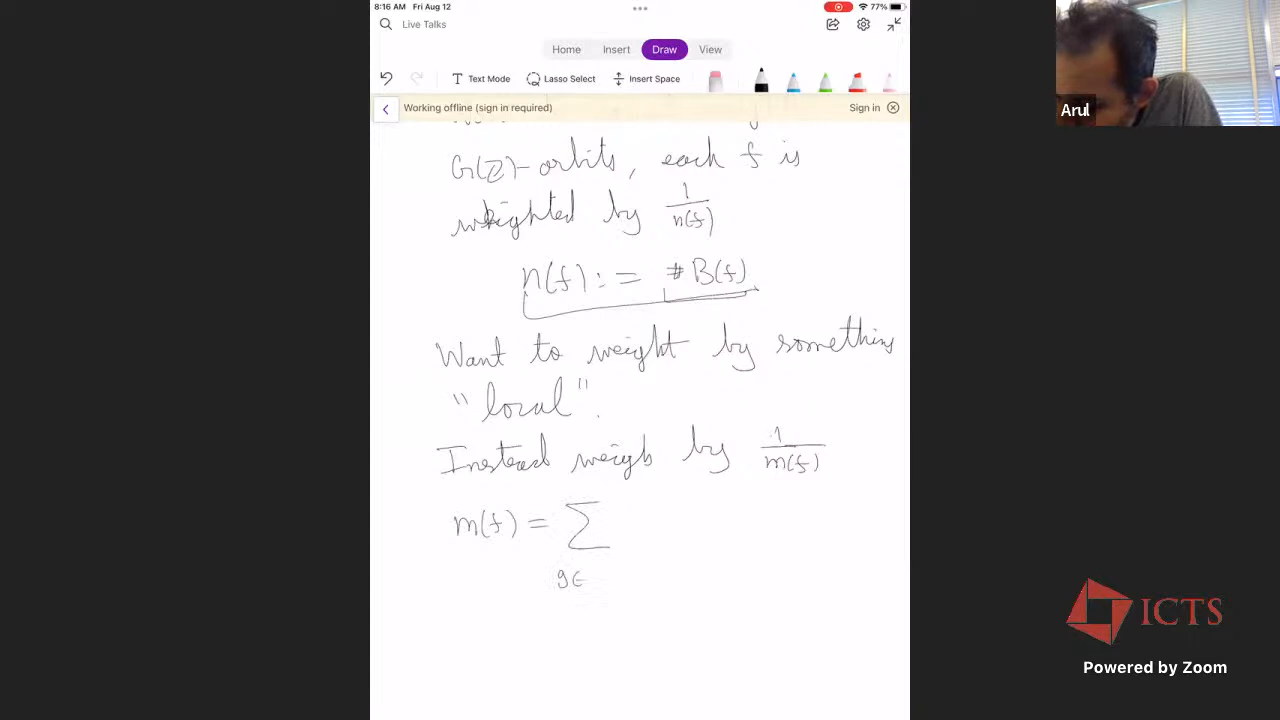 8:16 AM Fri Aug 12
77%
Live Talks
Home Insert Draw View
Text Mode Lasso Select Insert Space
Working offline (sign in required) Sign in
G(Z)-orbits, each f is
weighted by 1/n(f)
n(f) := #B(f)
Want to weight by something
"local".
Instead weigh by 1/m(f)
m(f) = Σ
g∈
Arul
ICTS
Powered by Zoom